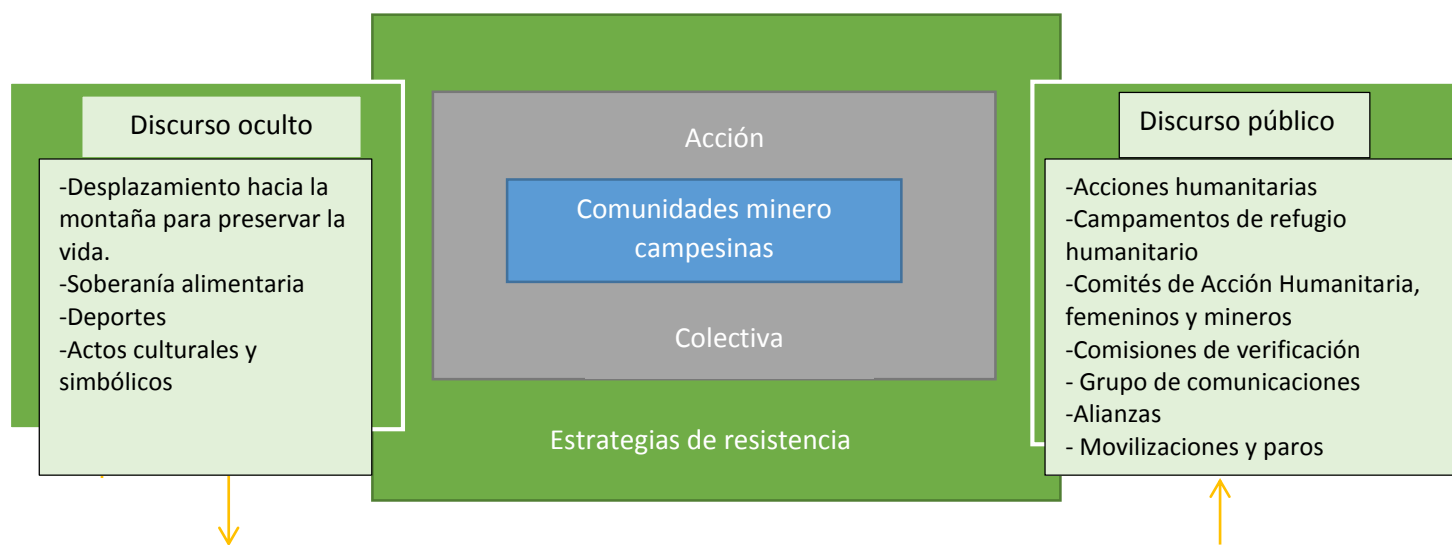 Discurso oculto
-Desplazamiento hacia la
montaña para preservar la
vida.
-Soberanía alimentaria
-Deportes
-Actos culturales y
simbólicos
Acción
Comunidades minero
campesinas
Colectiva
Estrategias de resistencia
Discurso público
-Acciones humanitarias
-Campamentos de refugio
humanitario
-Comités de Acción Humanitaria,
femeninos y mineros
-Comisiones de verificación
- Grupo de comunicaciones
-Alianzas
- Movilizaciones y paros